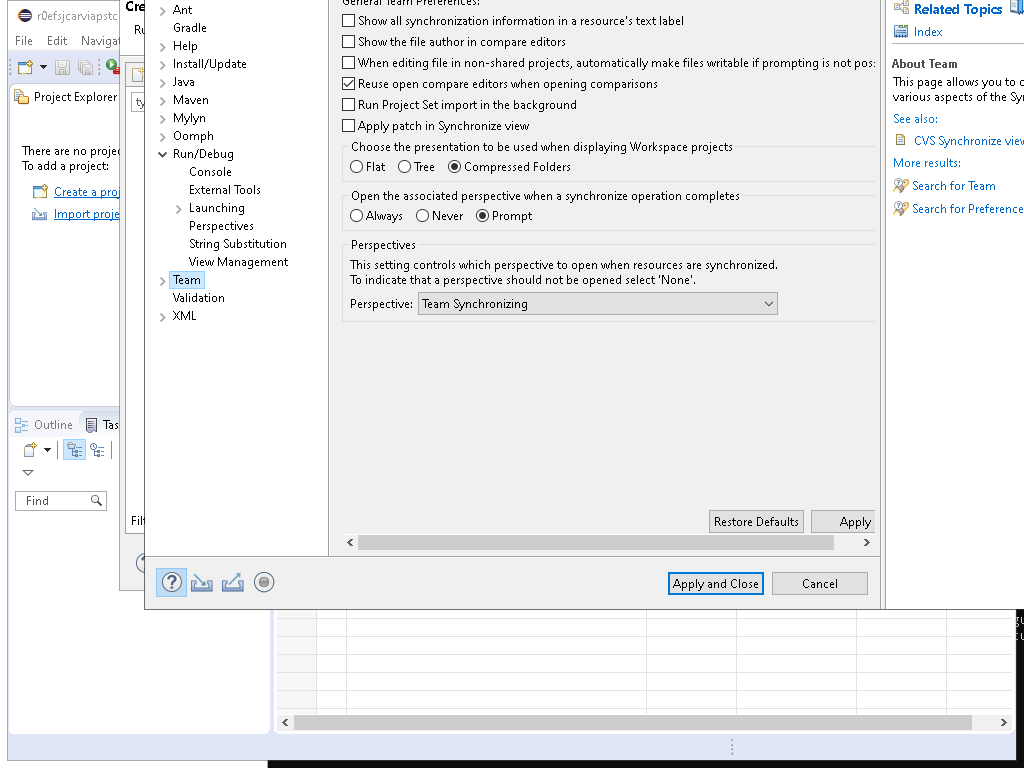 r0efsjcarviapstc
File Edit Navigat
Project Explorer
There are no projec
To add a project:
Create a proj
Import proje
Outline
Tas
Find
Cre
Ru
ty
Filt
Ant
Gradle
Help
Install/Update
Java
Maven
Mylyn
Oomph
Run/Debug
Console
External Tools
Launching
Perspectives
String Substitution
View Management
Team
Validation
XML
General Team Preferences:
Show all synchronization information in a resource's text label
Show the file author in compare editors
When editing file in non-shared projects, automatically make files writable if prompting is not pos:
Reuse open compare editors when opening comparisons
Run Project Set import in the background
Apply patch in Synchronize view
Choose the presentation to be used when displaying Workspace projects
Flat Tree Compressed Folders
Open the associated perspective when a synchronize operation completes
Always Never Prompt
Perspectives
This setting controls which perspective to open when resources are synchronized.
To indicate that a perspective should not be opened select 'None'.
Perspective: Team Synchronizing
Restore Defaults Apply
Apply and Close Cancel
Related Topics
Index
About Team
This page allows you to c
various aspects of the Syn
See also:
CVS Synchronize view
More results:
Search for Team
Search for Preference